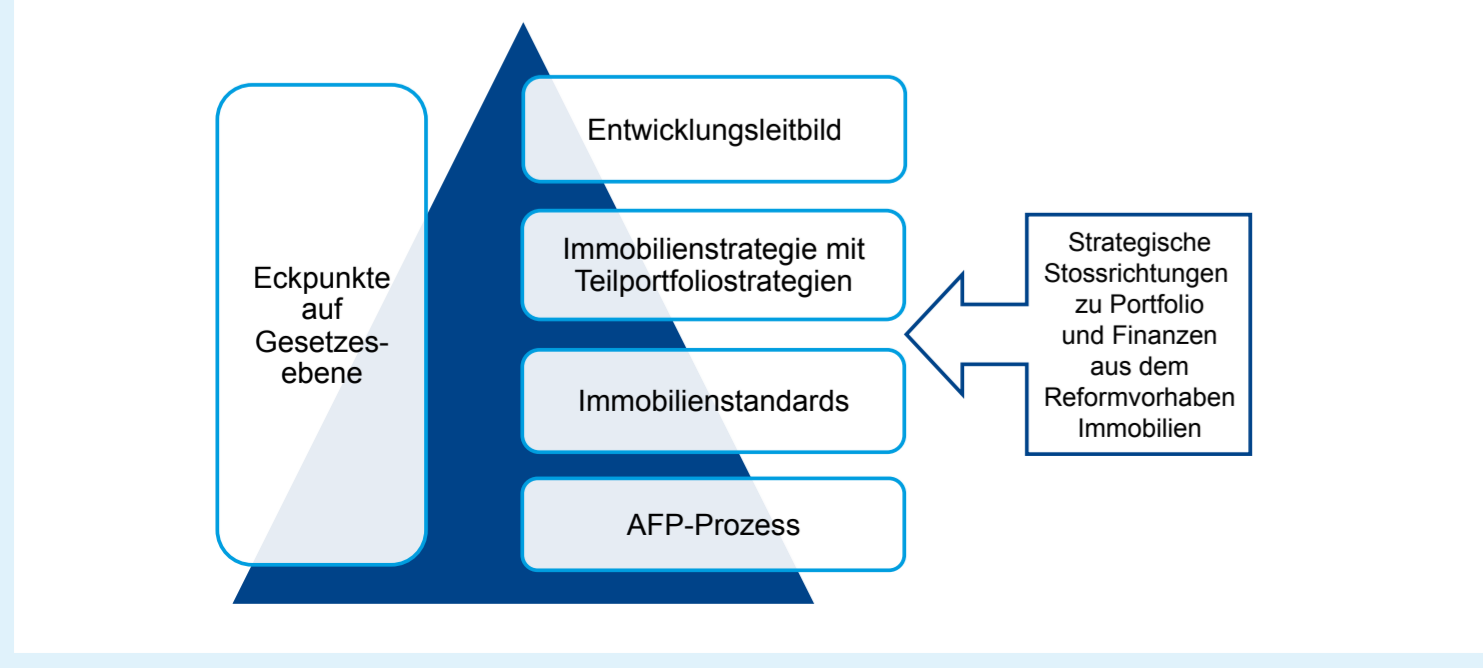 Eckpunkte
auf
Gesetzes-
ebene
Entwicklungsleitbild
Immobilienstrategie mit
Teilportfoliostrategien
Immobilienstandards
AFP-Prozess
Strategische
Stossrichtungen
zu Portfolio
und Finanzen
aus dem
Reformvorhaben
Immobilien